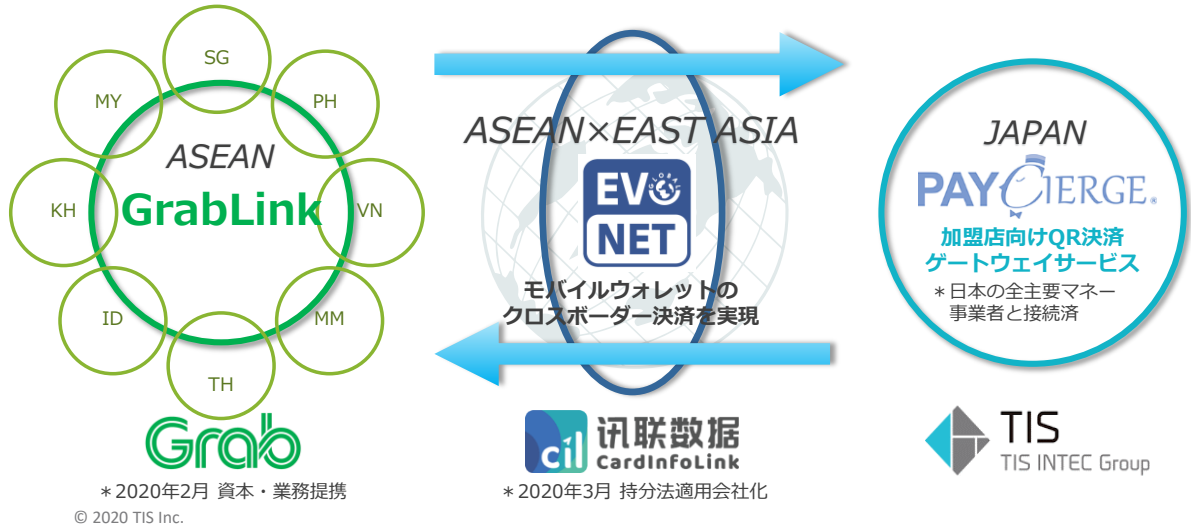 SG
MY
PH
KH
VN
ID
MM
TH
ASEAN
GrabLink
Grab
*2020年2月 資本・業務提携
ASEAN×EAST ASIA
EVO
GLOBAL
NET
モバイルウォレットの
クロスボーダー決済を実現
cil
讯联数据
CardInfoLink
*2020年3月 持分法適用会社化
JAPAN
PAYCIERGE®
加盟店向けQR決済
ゲートウェイサービス
*日本の全主要マネー
事業者と接続済
TIS
TIS INTEC Group
© 2020 TIS Inc.